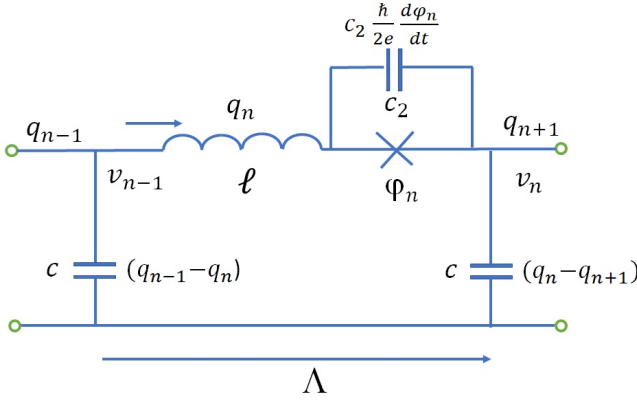 c₂ ℏ/2e dφₙ/dt
c₂
qₙ₋₁
qₙ
qₙ₊₁
vₙ₋₁
ℓ
φₙ
vₙ
c
(qₙ₋₁−qₙ)
c
(qₙ−qₙ₊₁)
Λ